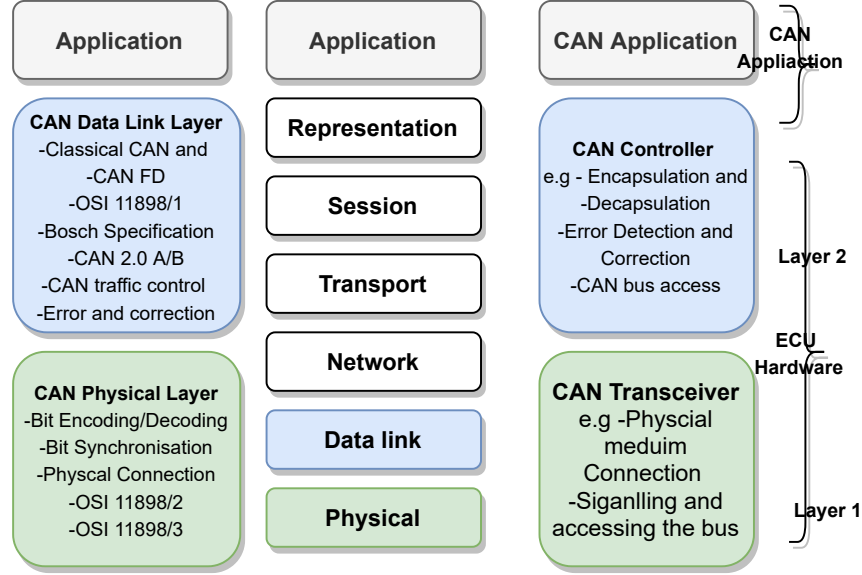 Application
CAN Data Link Layer
-Classical CAN and
-CAN FD
-OSI 11898/1
-Bosch Specification
-CAN 2.0 A/B
-CAN traffic control
-Error and correction
CAN Physical Layer
-Bit Encoding/Decoding
-Bit Synchronisation
-Physcal Connection
-OSI 11898/2
-OSI 11898/3
Application
Representation
Session
Transport
Network
Data link
Physical
CAN Application
CAN Controller
e.g - Encapsulation and
-Decapsulation
-Error Detection and
Correction
-CAN bus access
CAN Transceiver
e.g -Physcial
meduim
Connection
-Siganlling and
accessing the bus
CAN
Appliaction
Layer 2
ECU
Hardware
Layer 1